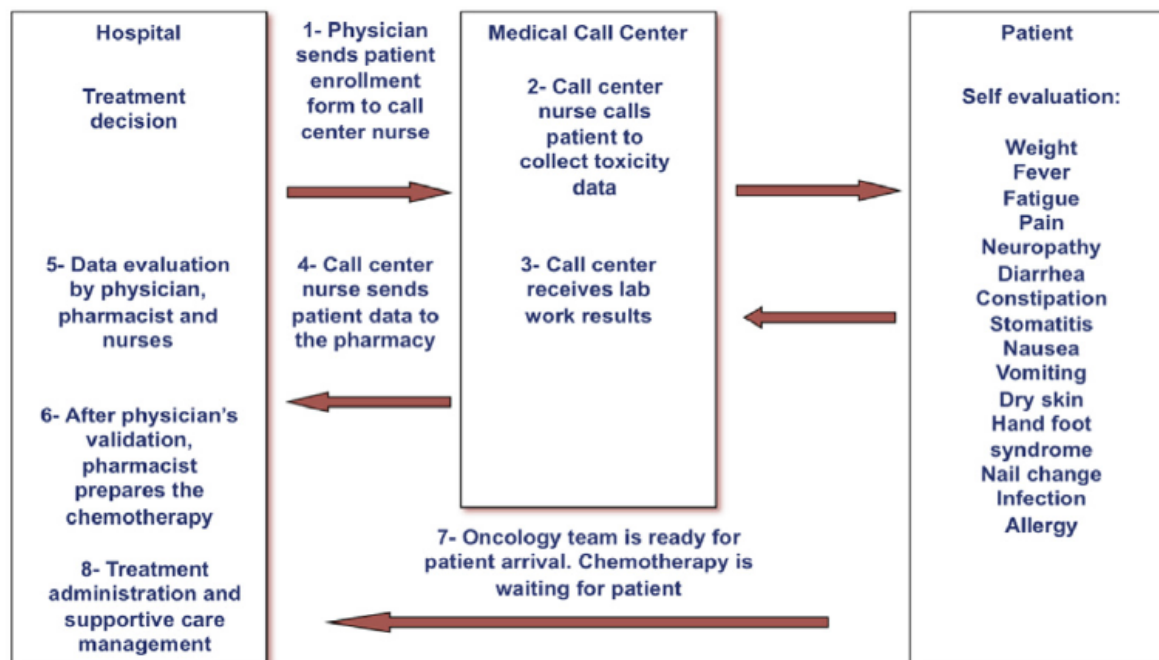 Hospital
Treatment
decision
1- Physician
sends patient
enrollment
form to call
center nurse
Medical Call Center
2- Call center
nurse calls
patient to
collect toxicity
data
3- Call center
receives lab
work results
4- Call center
nurse sends
patient data to
the pharmacy
5- Data evaluation
by physician,
pharmacist and
nurses
6- After physician’s
validation,
pharmacist
prepares the
chemotherapy
7- Oncology team is ready for
patient arrival. Chemotherapy is
waiting for patient
8- Treatment
administration and
supportive care
management
Patient
Self evaluation:
Weight
Fever
Fatigue
Pain
Neuropathy
Diarrhea
Constipation
Stomatitis
Nausea
Vomiting
Dry skin
Hand foot
syndrome
Nail change
Infection
Allergy